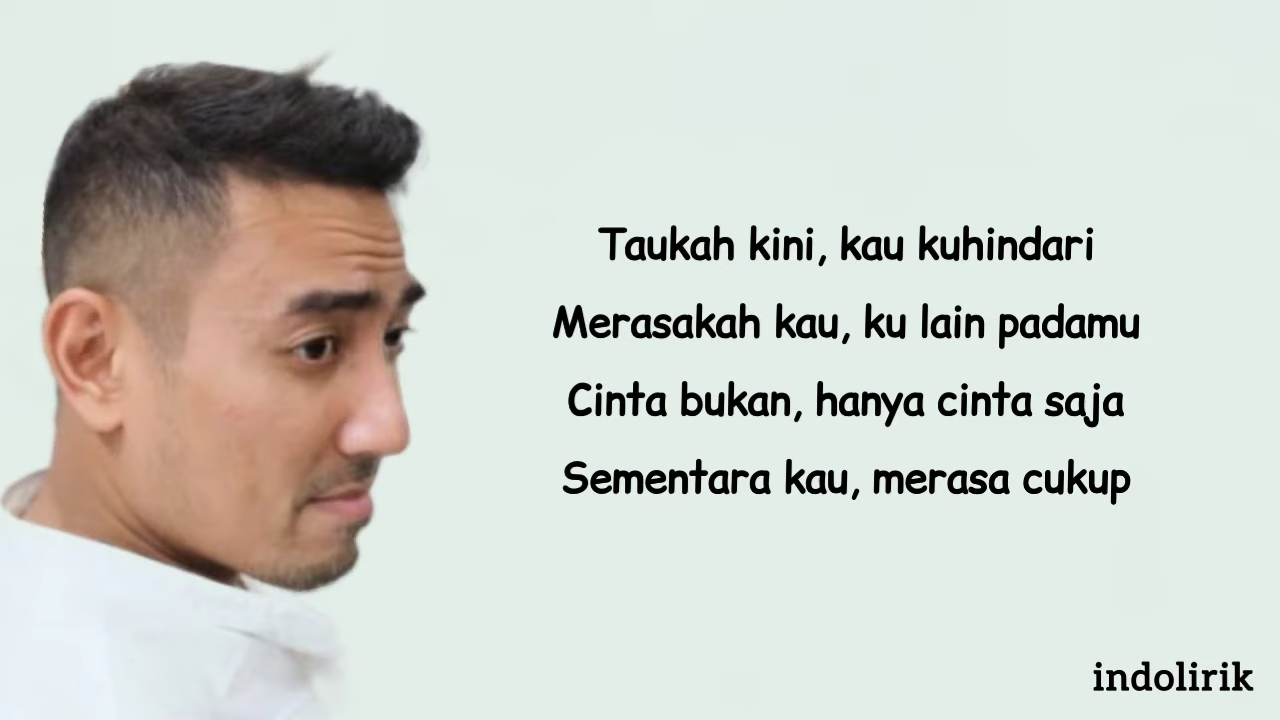 Taukah kini, kau kuhindari
Merasakah kau, ku lain padamu
Cinta bukan, hanya cinta saja
Sementara kau, merasa cukup
indolirik